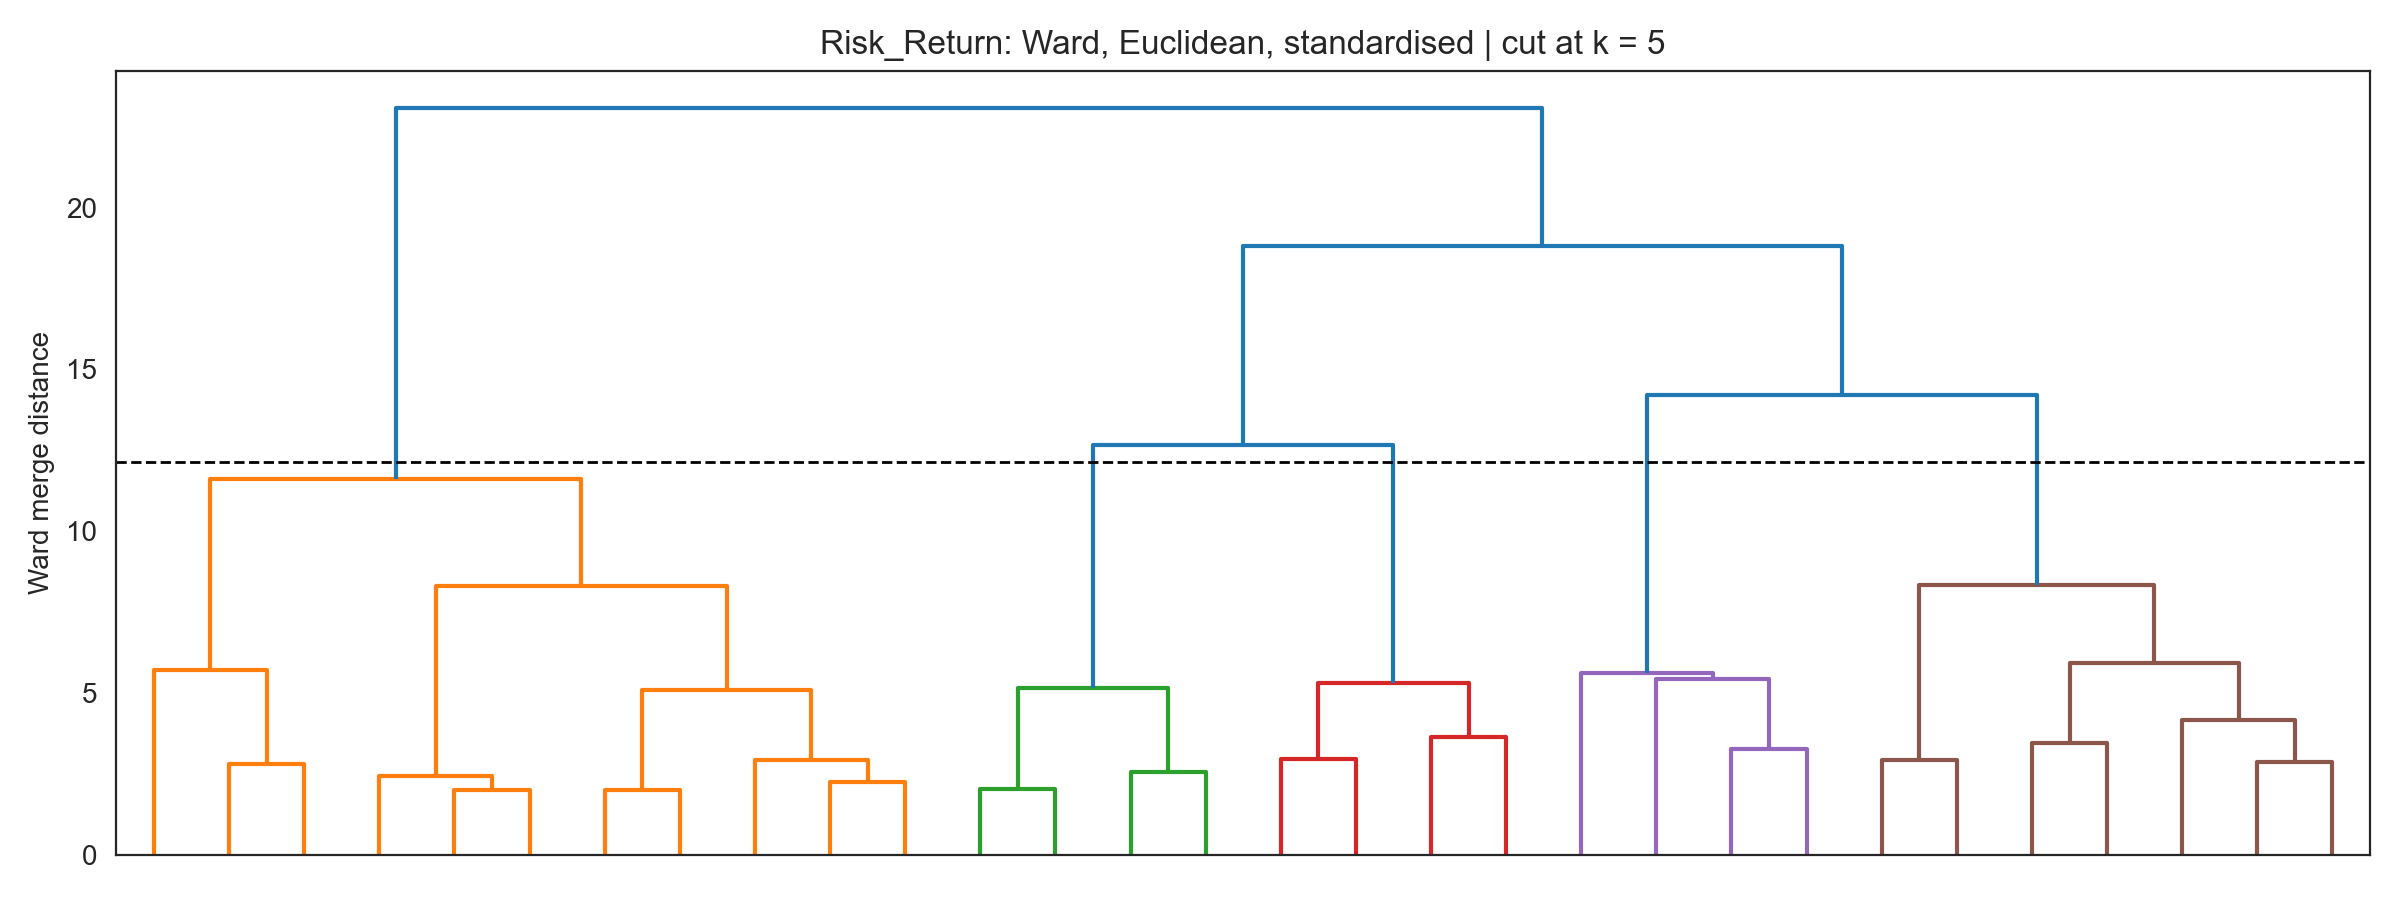 Risk_Return: Ward, Euclidean, standardised | cut at k = 5
Ward merge distance
20
15
10
5
0